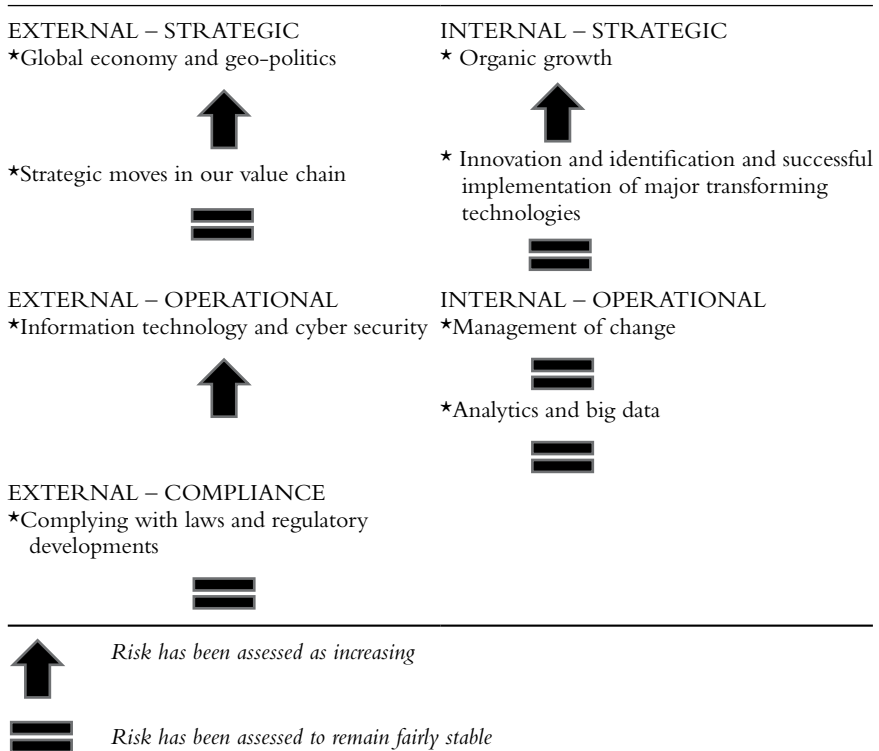 EXTERNAL – STRATEGIC
★Global economy and geo-politics
★Strategic moves in our value chain
INTERNAL – STRATEGIC
★ Organic growth
★ Innovation and identification and successful
implementation of major transforming
technologies
EXTERNAL – OPERATIONAL
★Information technology and cyber security
INTERNAL – OPERATIONAL
★Management of change
★Analytics and big data
EXTERNAL – COMPLIANCE
★Complying with laws and regulatory
developments
Risk has been assessed as increasing
Risk has been assessed to remain fairly stable